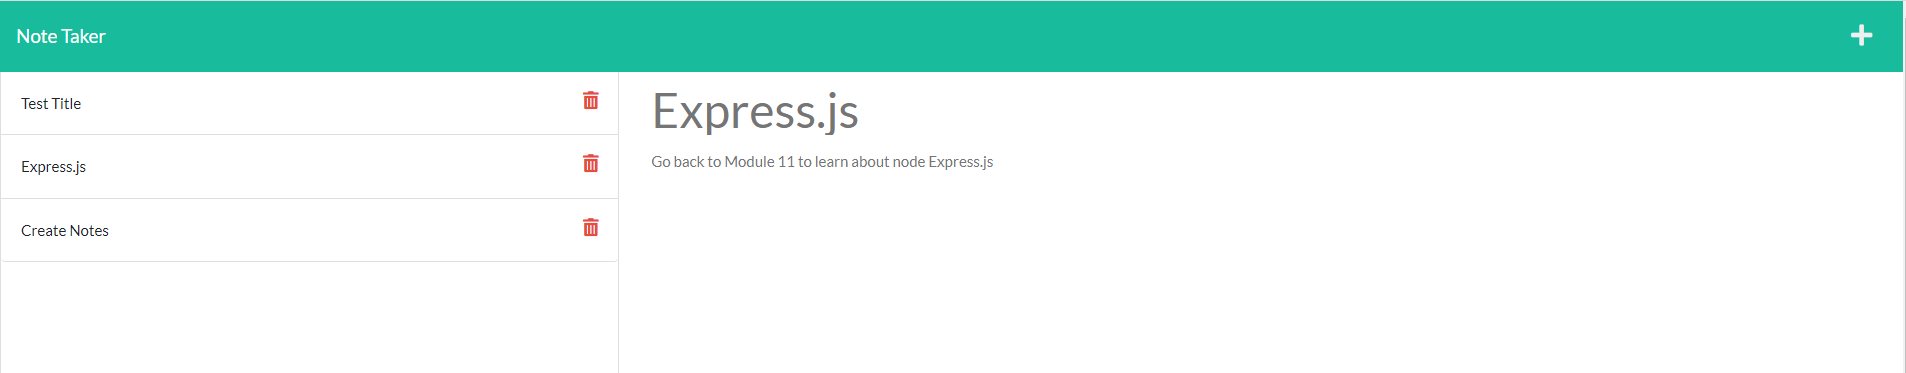 Note Taker
Test Title
Express.js
Create Notes
Express.js
Go back to Module 11 to learn about node Express.js